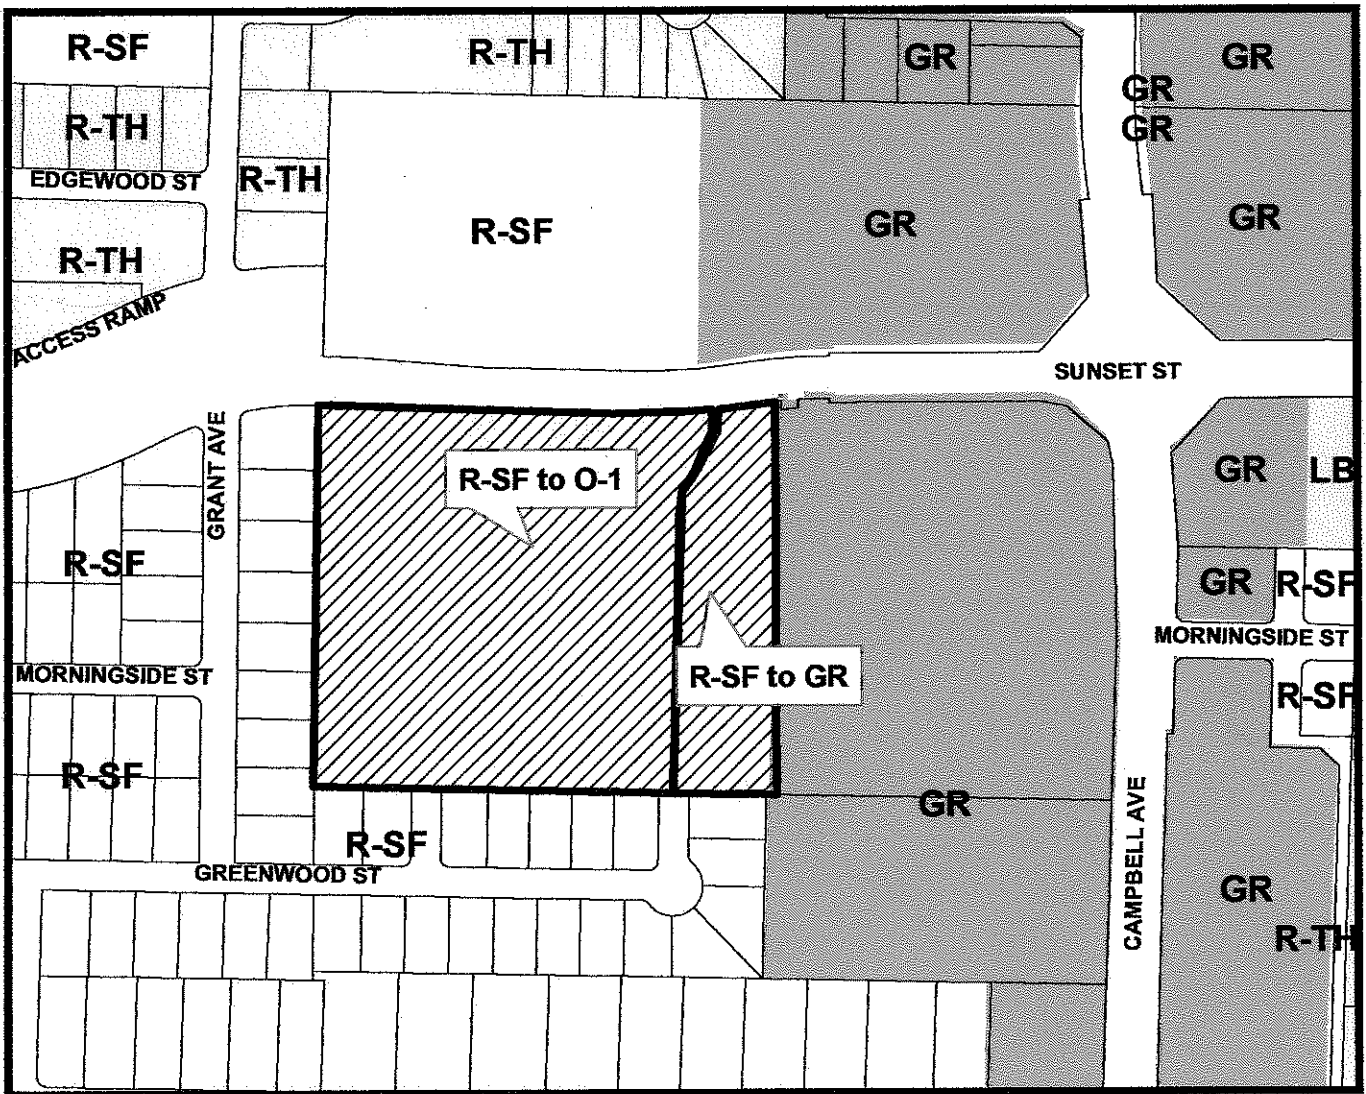 R-SF
R-TH
GR
GR
GR
GR
R-TH
EDGEWOOD ST
R-TH
R-SF
GR
GR
R-TH
ACCESS RAMP
SUNSET ST
GRANT AVE
R-SF to O-1
GR
LB
R-SF
GR
R-SF
MORNINGSIDE ST
MORNINGSIDE ST
R-SF to GR
R-SF
R-SF
GR
R-SF
GREENWOOD ST
CAMPBELL AVE
GR
R-TH